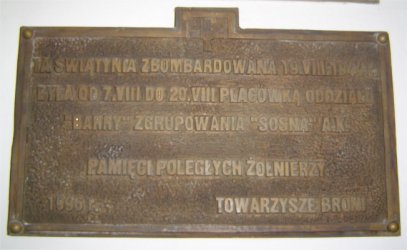 TA ŚWIĄTYNIA ZBOMBARDOWANA 19.VIII.1944 R.
BYŁA OD 7.VIII DO 20.VIII PLACÓWKĄ ODDZIAŁU
"BARRY" ZGRUPOWANIA "SOSNA" A.K.
PAMIĘCI POLEGŁYCH ŻOŁNIERZY
TOWARZYSZE BRONI